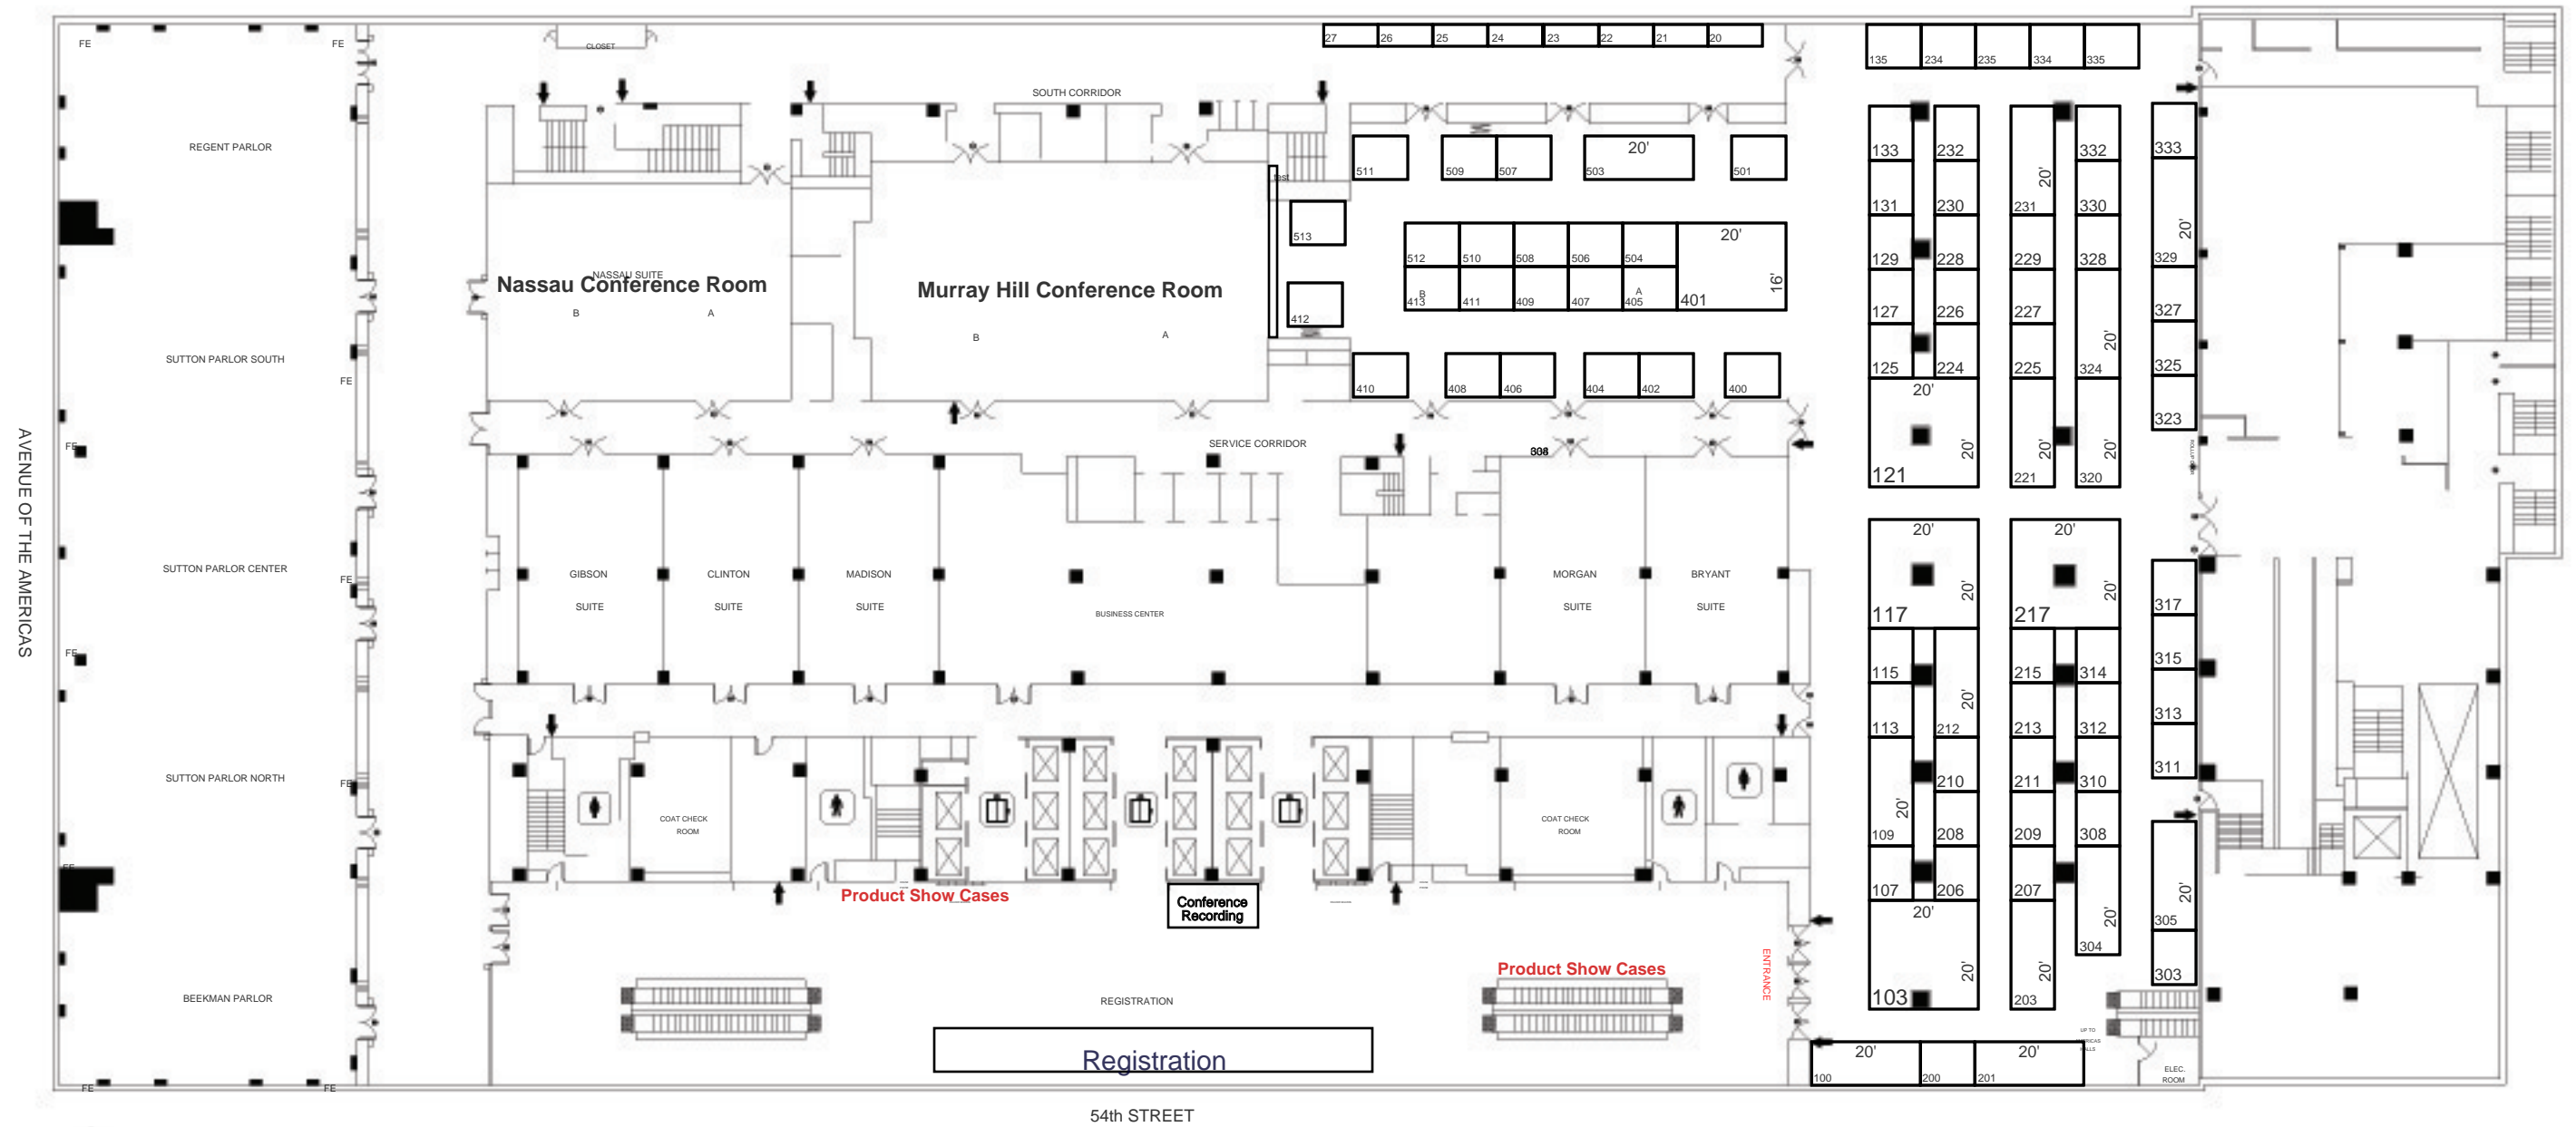 27 26 25 24 23 22 21 20
135 234 235 334 335
FE FE
CLOSET
SOUTH CORRIDOR
REGENT PARLOR
511 509 507 20' 503 501
133 232 332 333
test
131 230 20' 231 330
513
512 510 508 506 504 20'
129 228 229 328 20' 329
NASSAU SUITE
Nassau Conference Room
Murray Hill Conference Room
B A
B A
B 413 411 409 407 A 405 401 16'
412
127 226 227 327
SUTTON PARLOR SOUTH
FE
125 224 225 20' 324 325
410 408 406 404 402 400
20'
323
AVENUE OF THE AMERICAS
FE
SERVICE CORRIDOR
121 20' 20' 221 20' 320
20' 20'
SUTTON PARLOR CENTER
FE
GIBSON
SUITE
CLINTON
SUITE
MADISON
SUITE
BUSINESS CENTER
MORGAN
SUITE
BRYANT
SUITE
117 20' 217 20' 317
FE
115 215 314 315
113 20' 212 213 312 313
SUTTON PARLOR NORTH
FE
210 211 310 311
COAT CHECK
ROOM
COAT CHECK
ROOM
20' 109 208 209 308
FE
107 206 207
Product Show Cases
Conference
Recording
20'
20' 304 20' 305
ENTRANCE
Product Show Cases
BEEKMAN PARLOR
REGISTRATION
103 20' 20' 203 303
UP TO
Registration
20' 20'
100 200 201
ELEC.
ROOM
FE FE
54th STREET